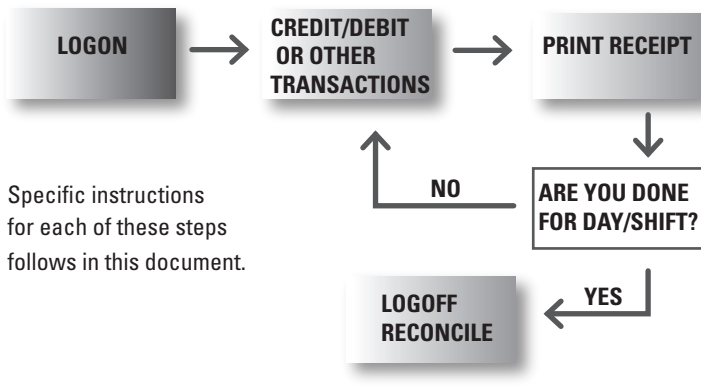 LOGON
CREDIT/DEBIT
OR OTHER
TRANSACTIONS
PRINT RECEIPT
ARE YOU DONE
FOR DAY/SHIFT?
NO
YES
LOGOFF
RECONCILE
Specific instructions
for each of these steps
follows in this document.